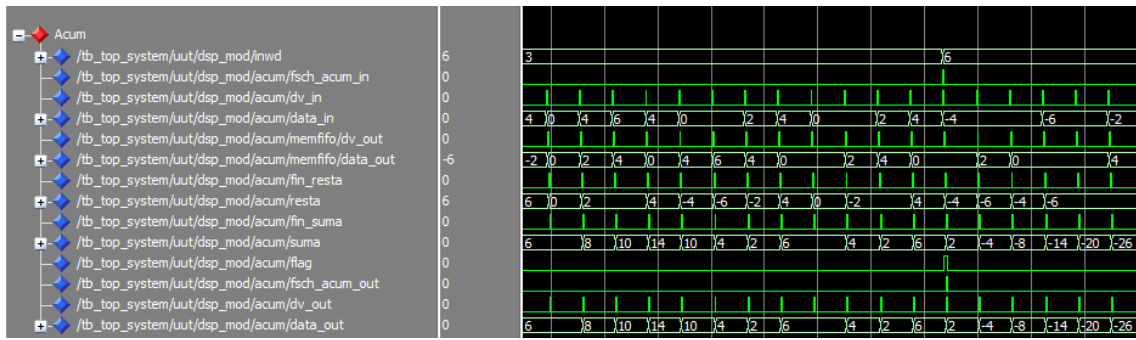 Acum
/tb_top_system/uut/dsp_mod/inwd 6 3 6
/tb_top_system/uut/dsp_mod/acum/fsch_acum_in 0
/tb_top_system/uut/dsp_mod/acum/dv_in 0
/tb_top_system/uut/dsp_mod/acum/data_in 0 4 0 4 6 4 0 2 4 0 2 4 -4 -6 -2
/tb_top_system/uut/dsp_mod/acum/memfifo/dv_out 0
/tb_top_system/uut/dsp_mod/acum/memfifo/data_out -6 -2 0 2 4 0 4 6 4 0 2 4 0 2 0 4
/tb_top_system/uut/dsp_mod/acum/fin_resta 0
/tb_top_system/uut/dsp_mod/acum/resta 6 6 0 2 4 -4 -6 -2 4 0 -2 4 -4 -6 -4 -6
/tb_top_system/uut/dsp_mod/acum/fin_suma 0
/tb_top_system/uut/dsp_mod/acum/suma 0 6 8 10 14 10 4 2 6 4 2 6 2 -4 -8 -14 -20 -26
/tb_top_system/uut/dsp_mod/acum/flag 0
/tb_top_system/uut/dsp_mod/acum/fsch_acum_out 0
/tb_top_system/uut/dsp_mod/acum/dv_out 0
/tb_top_system/uut/dsp_mod/acum/data_out 0 6 8 10 14 10 4 2 6 4 2 6 2 -4 -8 -14 -20 -26